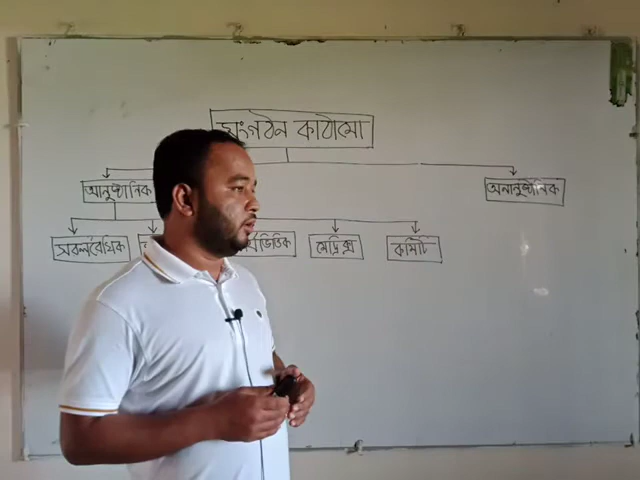 সংগঠন কাঠামো
আনুষ্ঠানিক অনানুষ্ঠানিক
সরলরৈখিক মেট্রিক্স কমিটি